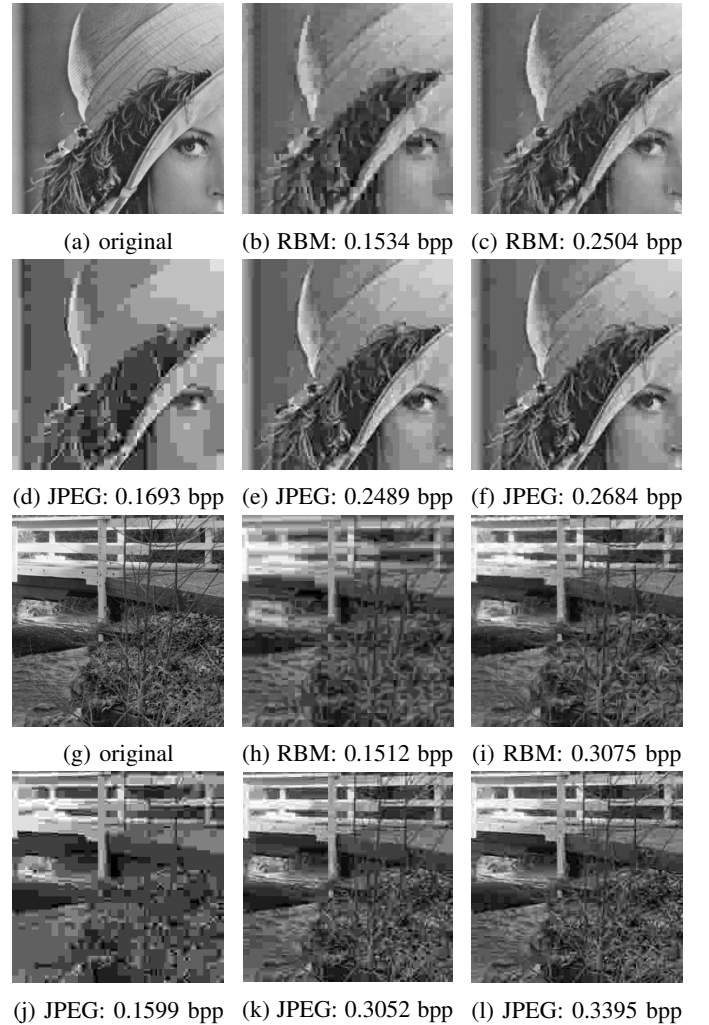 (a) original (b) RBM: 0.1534 bpp (c) RBM: 0.2504 bpp
(d) JPEG: 0.1693 bpp (e) JPEG: 0.2489 bpp (f) JPEG: 0.2684 bpp
(g) original (h) RBM: 0.1512 bpp (i) RBM: 0.3075 bpp
(j) JPEG: 0.1599 bpp (k) JPEG: 0.3052 bpp (l) JPEG: 0.3395 bpp